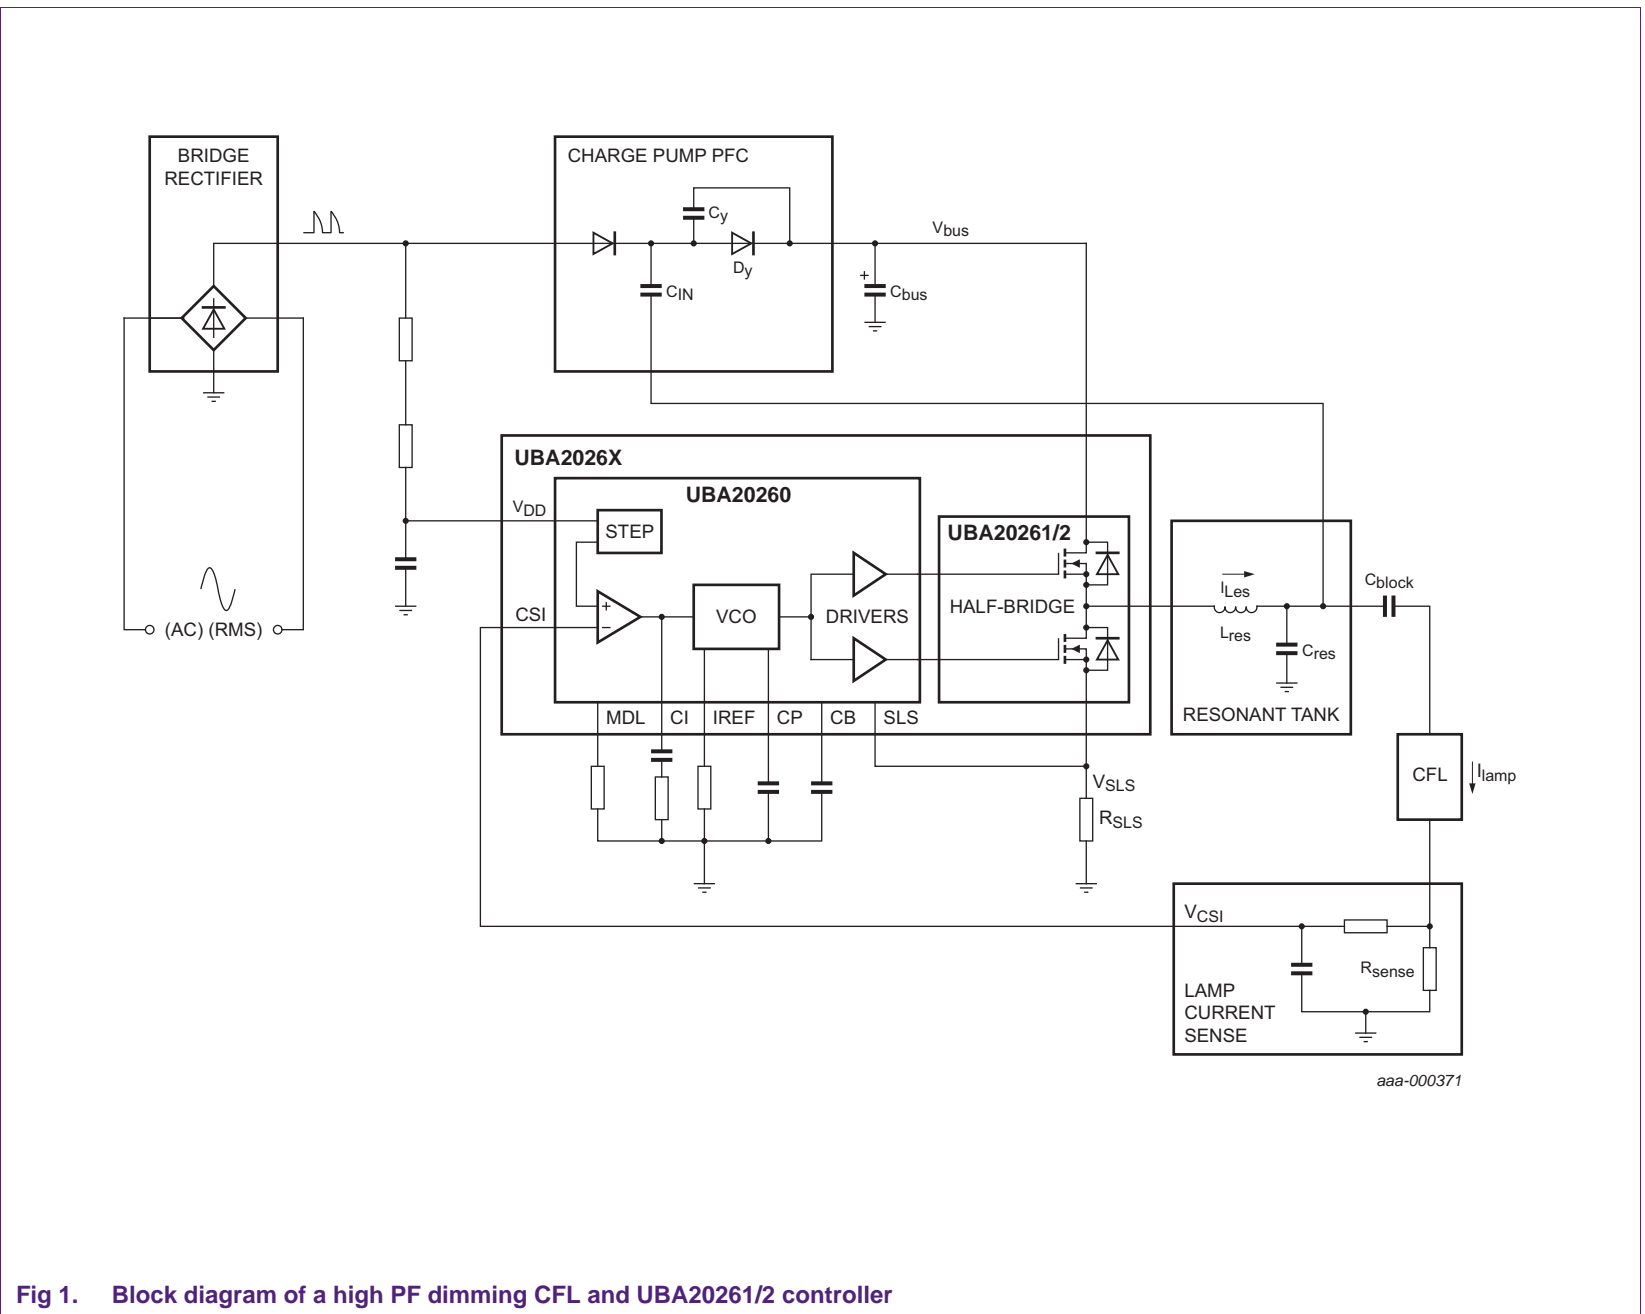 BRIDGE
RECTIFIER
CHARGE PUMP PFC
Cy
Dy
CIN
Vbus
+
Cbus
UBA2026X
UBA20260
VDD
STEP
UBA20261/2
CSI
+
−
VCO
DRIVERS
HALF-BRIDGE
ILes
Lres
Cres
Cblock
RESONANT TANK
(AC) (RMS)
MDL
CI
IREF
CP
CB
SLS
VSLS
RSLS
CFL
Ilamp
VCSI
Rsense
LAMP
CURRENT
SENSE
aaa-000371
Fig 1. Block diagram of a high PF dimming CFL and UBA20261/2 controller